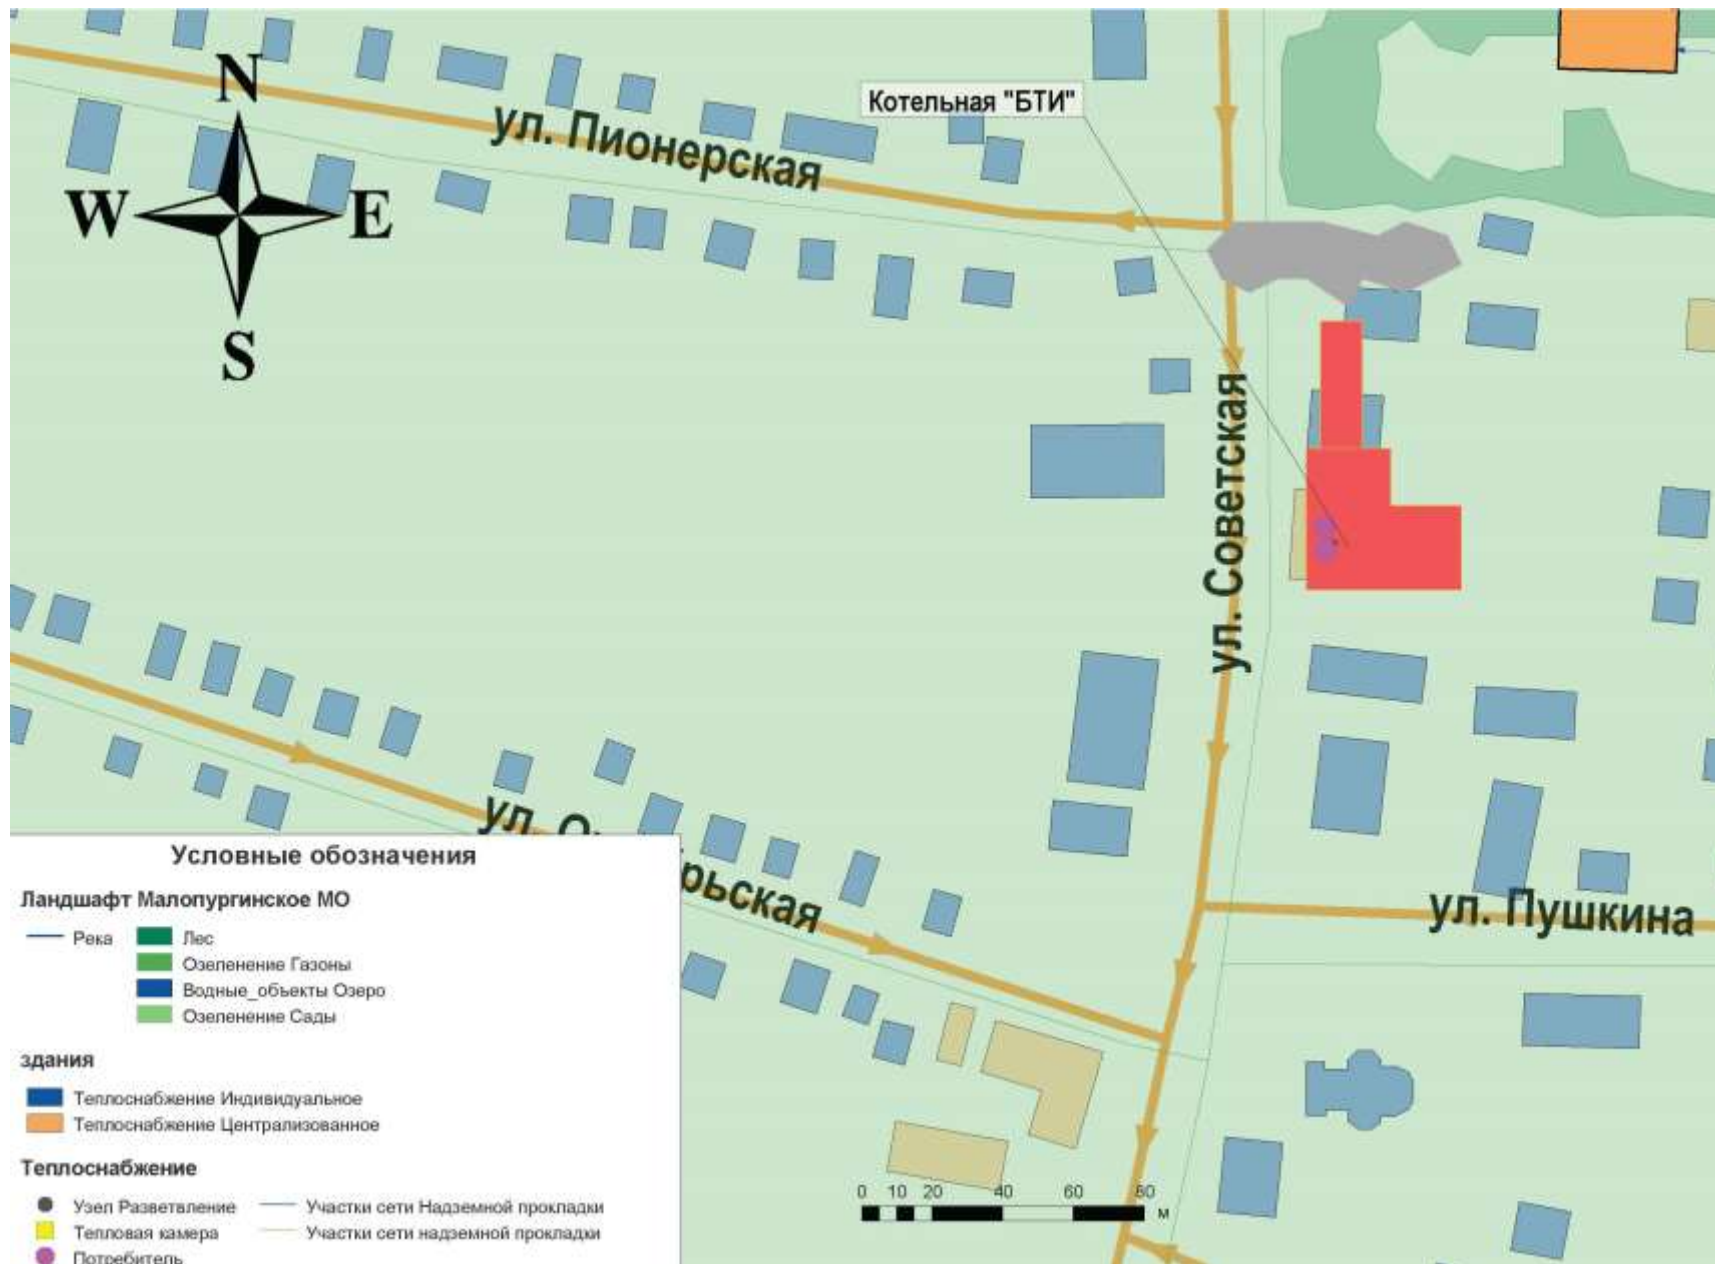 N
W
E
S
ул. Пионерская
Котельная "БТИ"
ул. Советская
ул. О
рьская
ул. Пушкина
Условные обозначения
Ландшафт Малопургинское МО
Река
Лес
Озеленение Газоны
Водные_объекты Озеро
Озеленение Сады
здания
Теплоснабжение Индивидуальное
Теплоснабжение Централизованное
Теплоснабжение
Узел Разветвление
Участки сети Надземной прокладки
Тепловая камера
Участки сети надземной прокладки
Потребитель
0 10 20 40 60 80
м